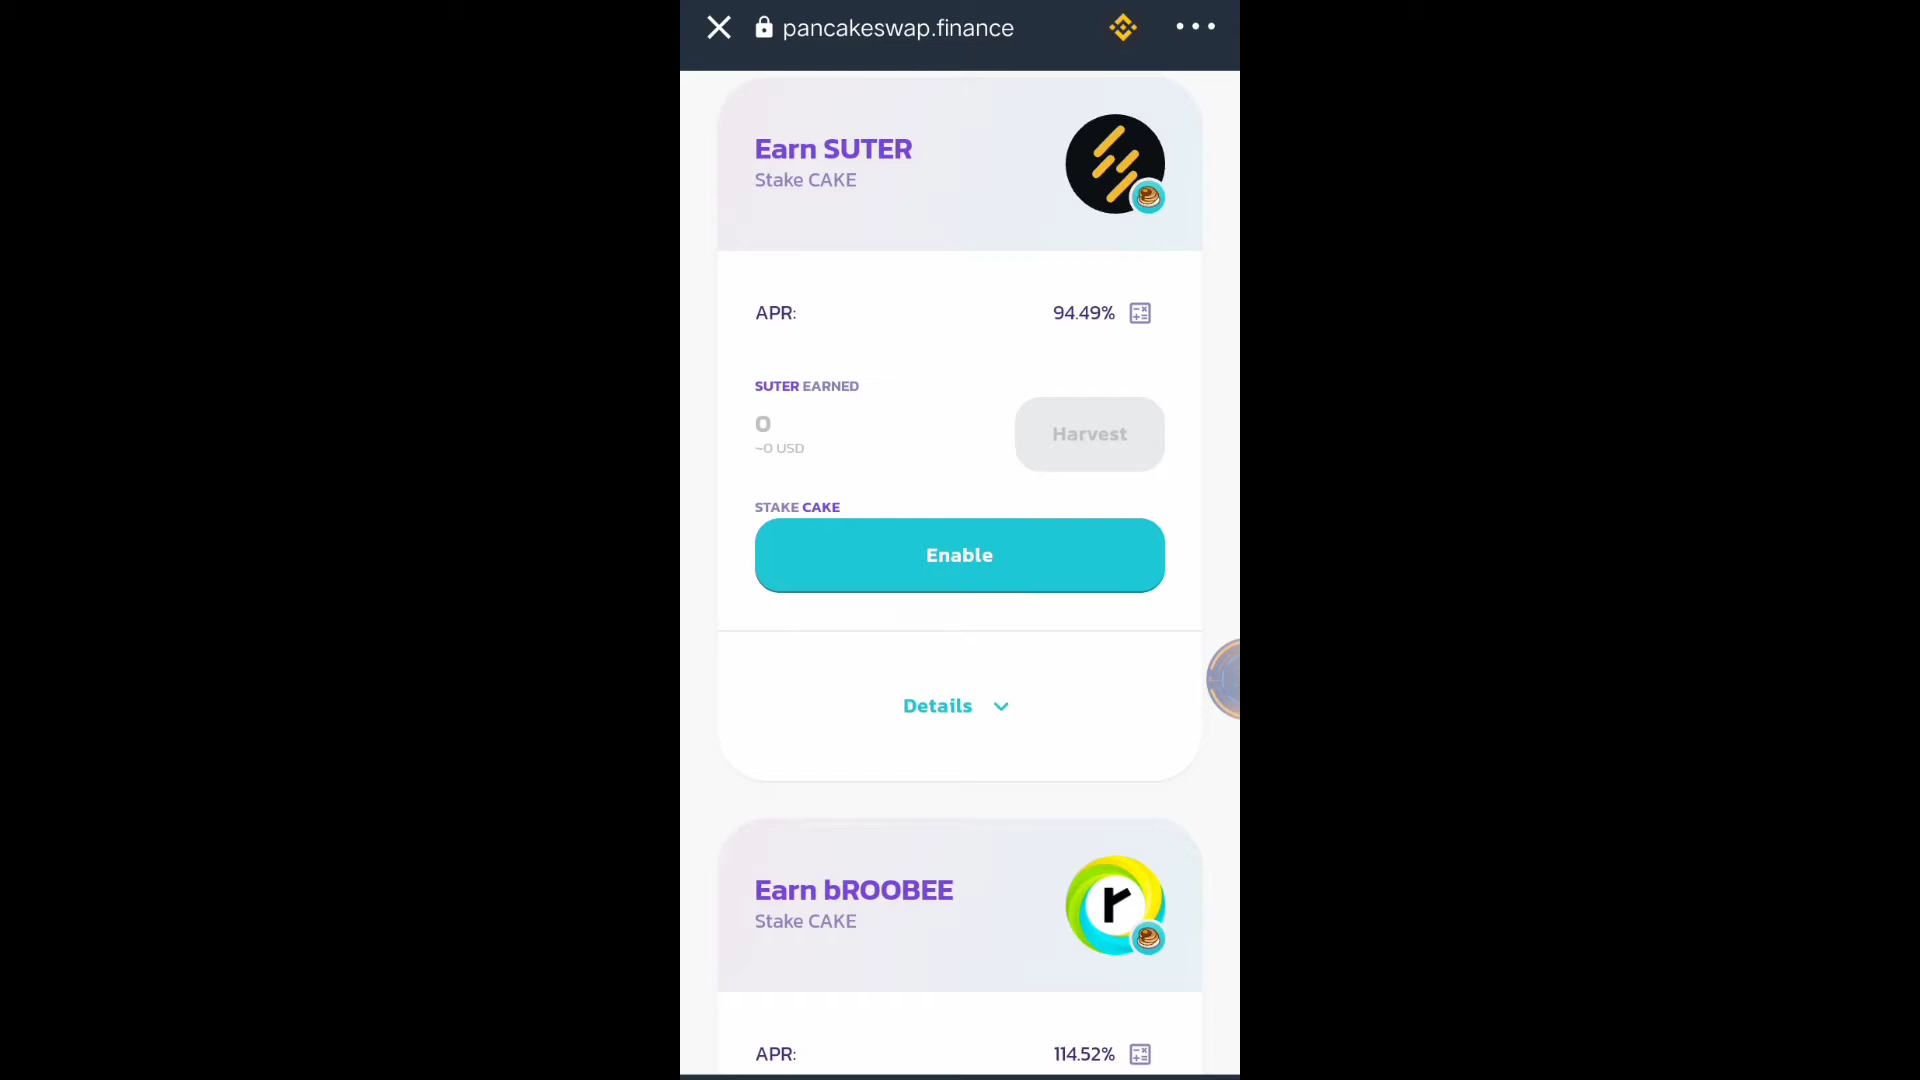 pancakeswap.finance
Earn SUTER
Stake CAKE
APR: 94.49%
SUTER EARNED
0
~0 USD
Harvest
STAKE CAKE
Enable
Details
Earn bROOBEE
Stake CAKE
APR: 114.52%